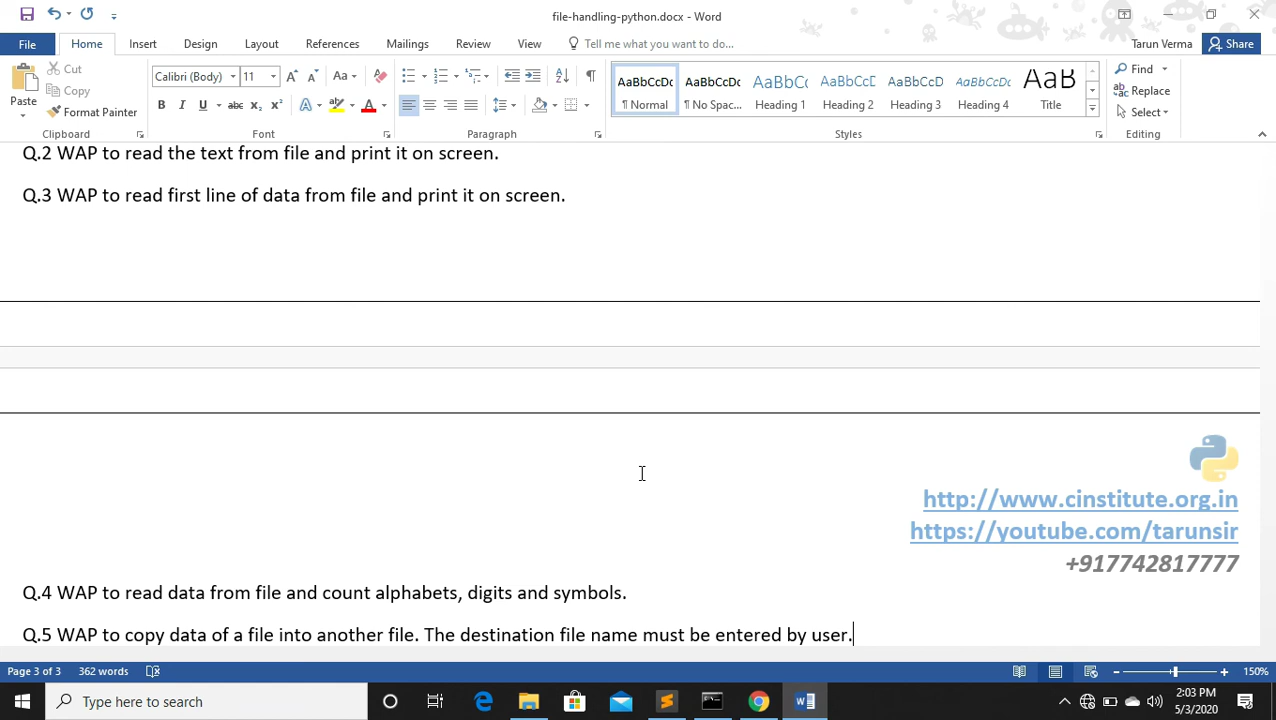 file-handling-python.docx - Word
File Home Insert Design Layout References Mailings Review View Tell me what you want to do... Tarun Verma Share
Paste
Cut
Copy
Format Painter
Calibri (Body) 11
AaBbCcDc AaBbCcDc AaBbC( AaBbCcD AaBbCcDc AaBbCcDc AaB
¶ Normal ¶ No Spac... Heading 1 Heading 2 Heading 3 Heading 4 Title
Find
Replace
Select
Clipboard Font Paragraph Styles Editing
Q.2 WAP to read the text from file and print it on screen.
Q.3 WAP to read first line of data from file and print it on screen.
http://www.cinstitute.org.in
https://youtube.com/tarunsir
+917742817777
Q.4 WAP to read data from file and count alphabets, digits and symbols.
Q.5 WAP to copy data of a file into another file. The destination file name must be entered by user.
Page 3 of 3 362 words 150%
Type here to search
2:03 PM
5/3/2020